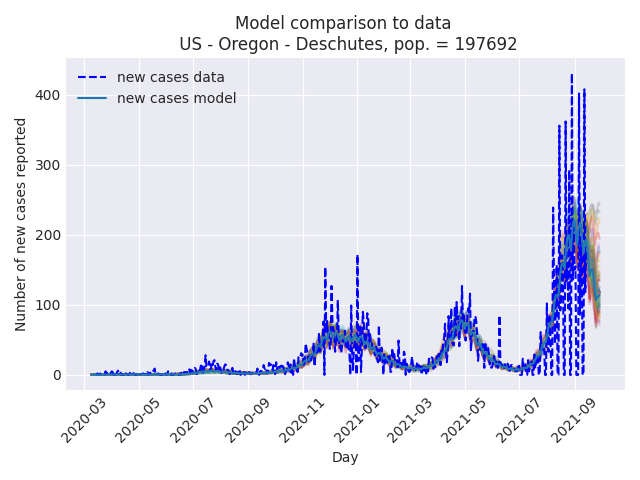 Model comparison to data
US - Oregon - Deschutes, pop. = 197692
new cases data
new cases model
Number of new cases reported
400
300
200
100
0
2020-03
2020-05
2020-07
2020-09
2020-11
2021-01
2021-03
2021-05
2021-07
2021-09
Day